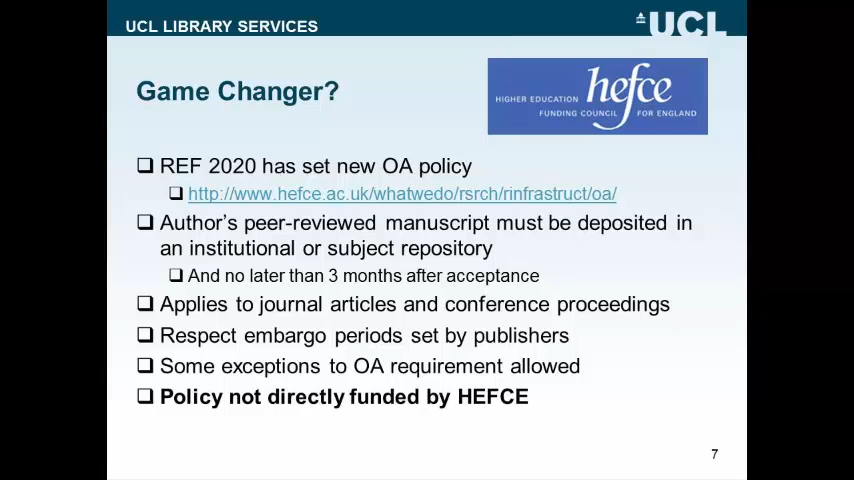 UCL LIBRARY SERVICES
UCL
Game Changer?
hefce
HIGHER EDUCATION
FUNDING COUNCIL FOR ENGLAND
REF 2020 has set new OA policy
http://www.hefce.ac.uk/whatwedo/rsrch/rinfrastruct/oa/
Author's peer-reviewed manuscript must be deposited in
an institutional or subject repository
And no later than 3 months after acceptance
Applies to journal articles and conference proceedings
Respect embargo periods set by publishers
Some exceptions to OA requirement allowed
Policy not directly funded by HEFCE
7